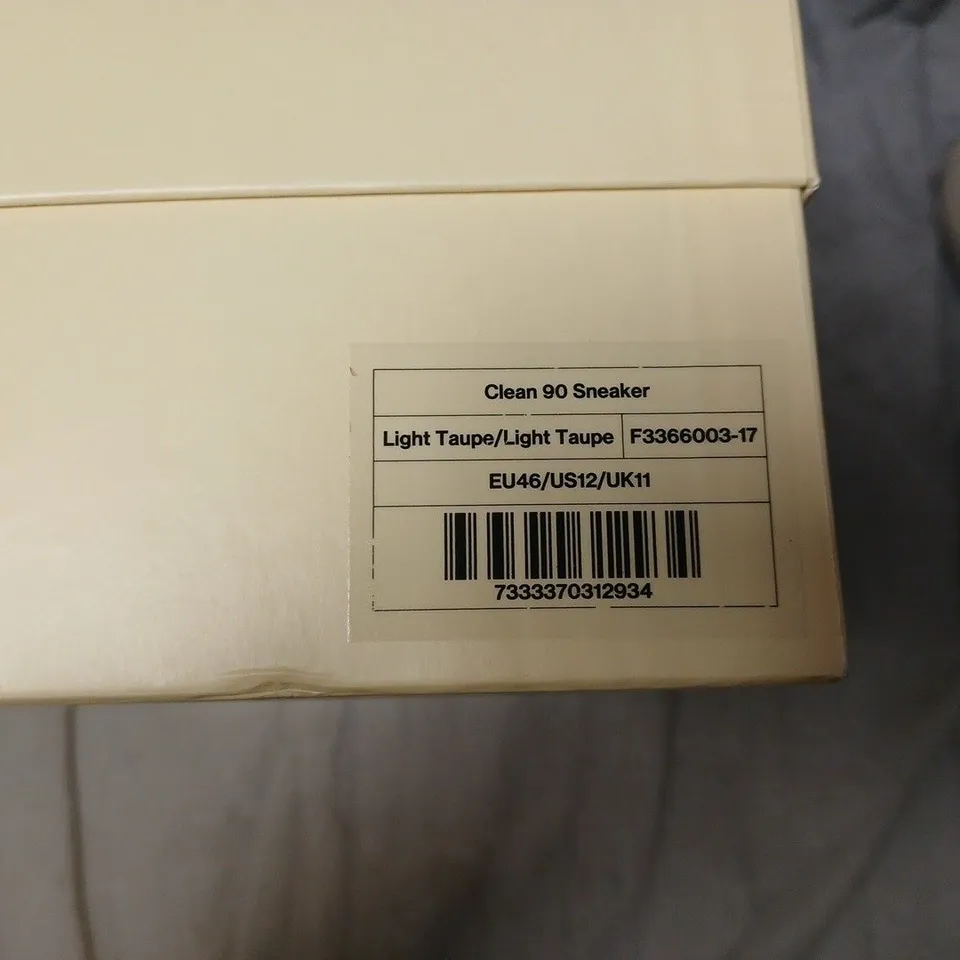 Clean 90 Sneaker
Light Taupe/Light Taupe F3366003-17
EU46/US12/UK11
7333370312934